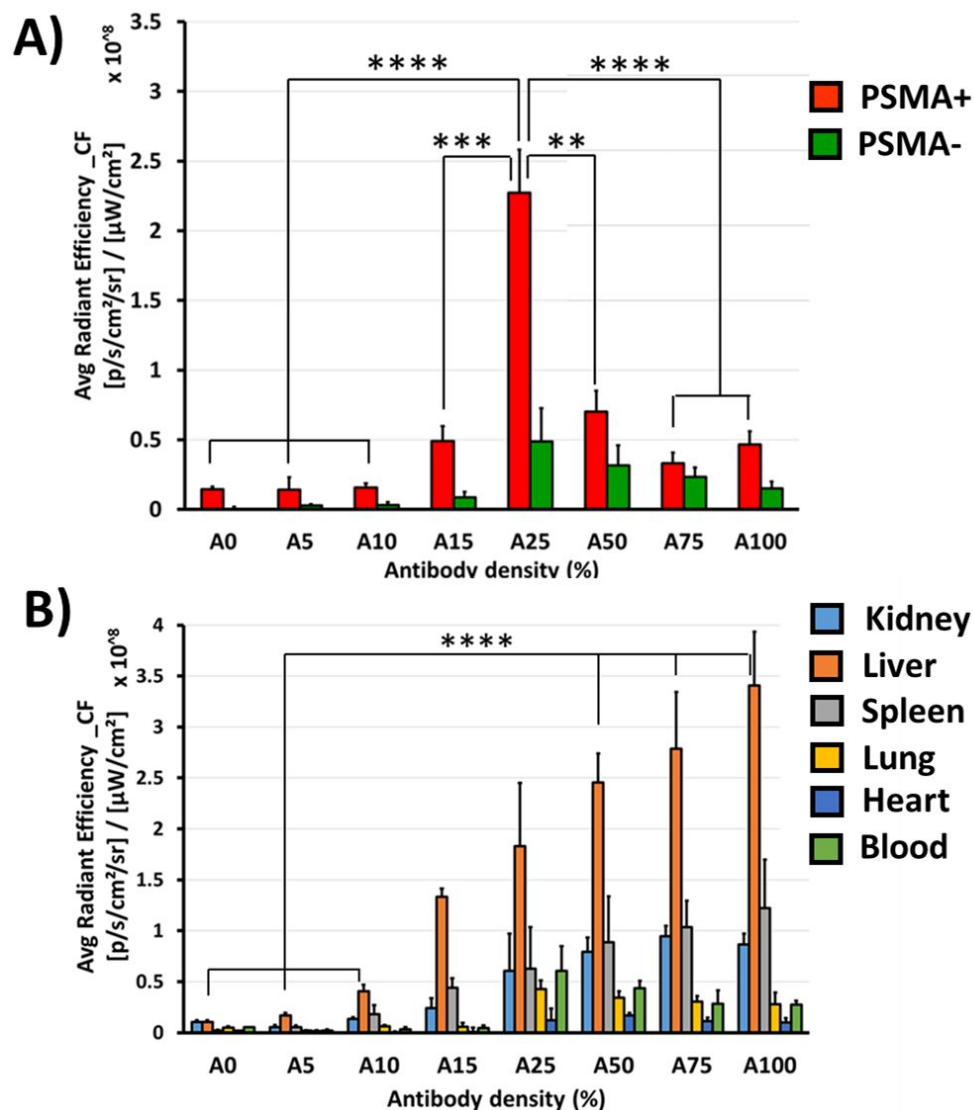 A)
x 10^8
Avg Radiant Efficiency _CF
[p/s/cm²/sr] / [µW/cm²]
3.5
3
2.5
2
1.5
1
0.5
0
**** ****
*** **
PSMA+
PSMA-
A0 A5 A10 A15 A25 A50 A75 A100
Antibody density (%)
B)
x 10^8
Avg Radiant Efficiency _CF
[p/s/cm²/sr] / [µW/cm²]
4
3.5
3
2.5
2
1.5
1
0.5
0
****
Kidney
Liver
Spleen
Lung
Heart
Blood
A0 A5 A10 A15 A25 A50 A75 A100
Antibody density (%)